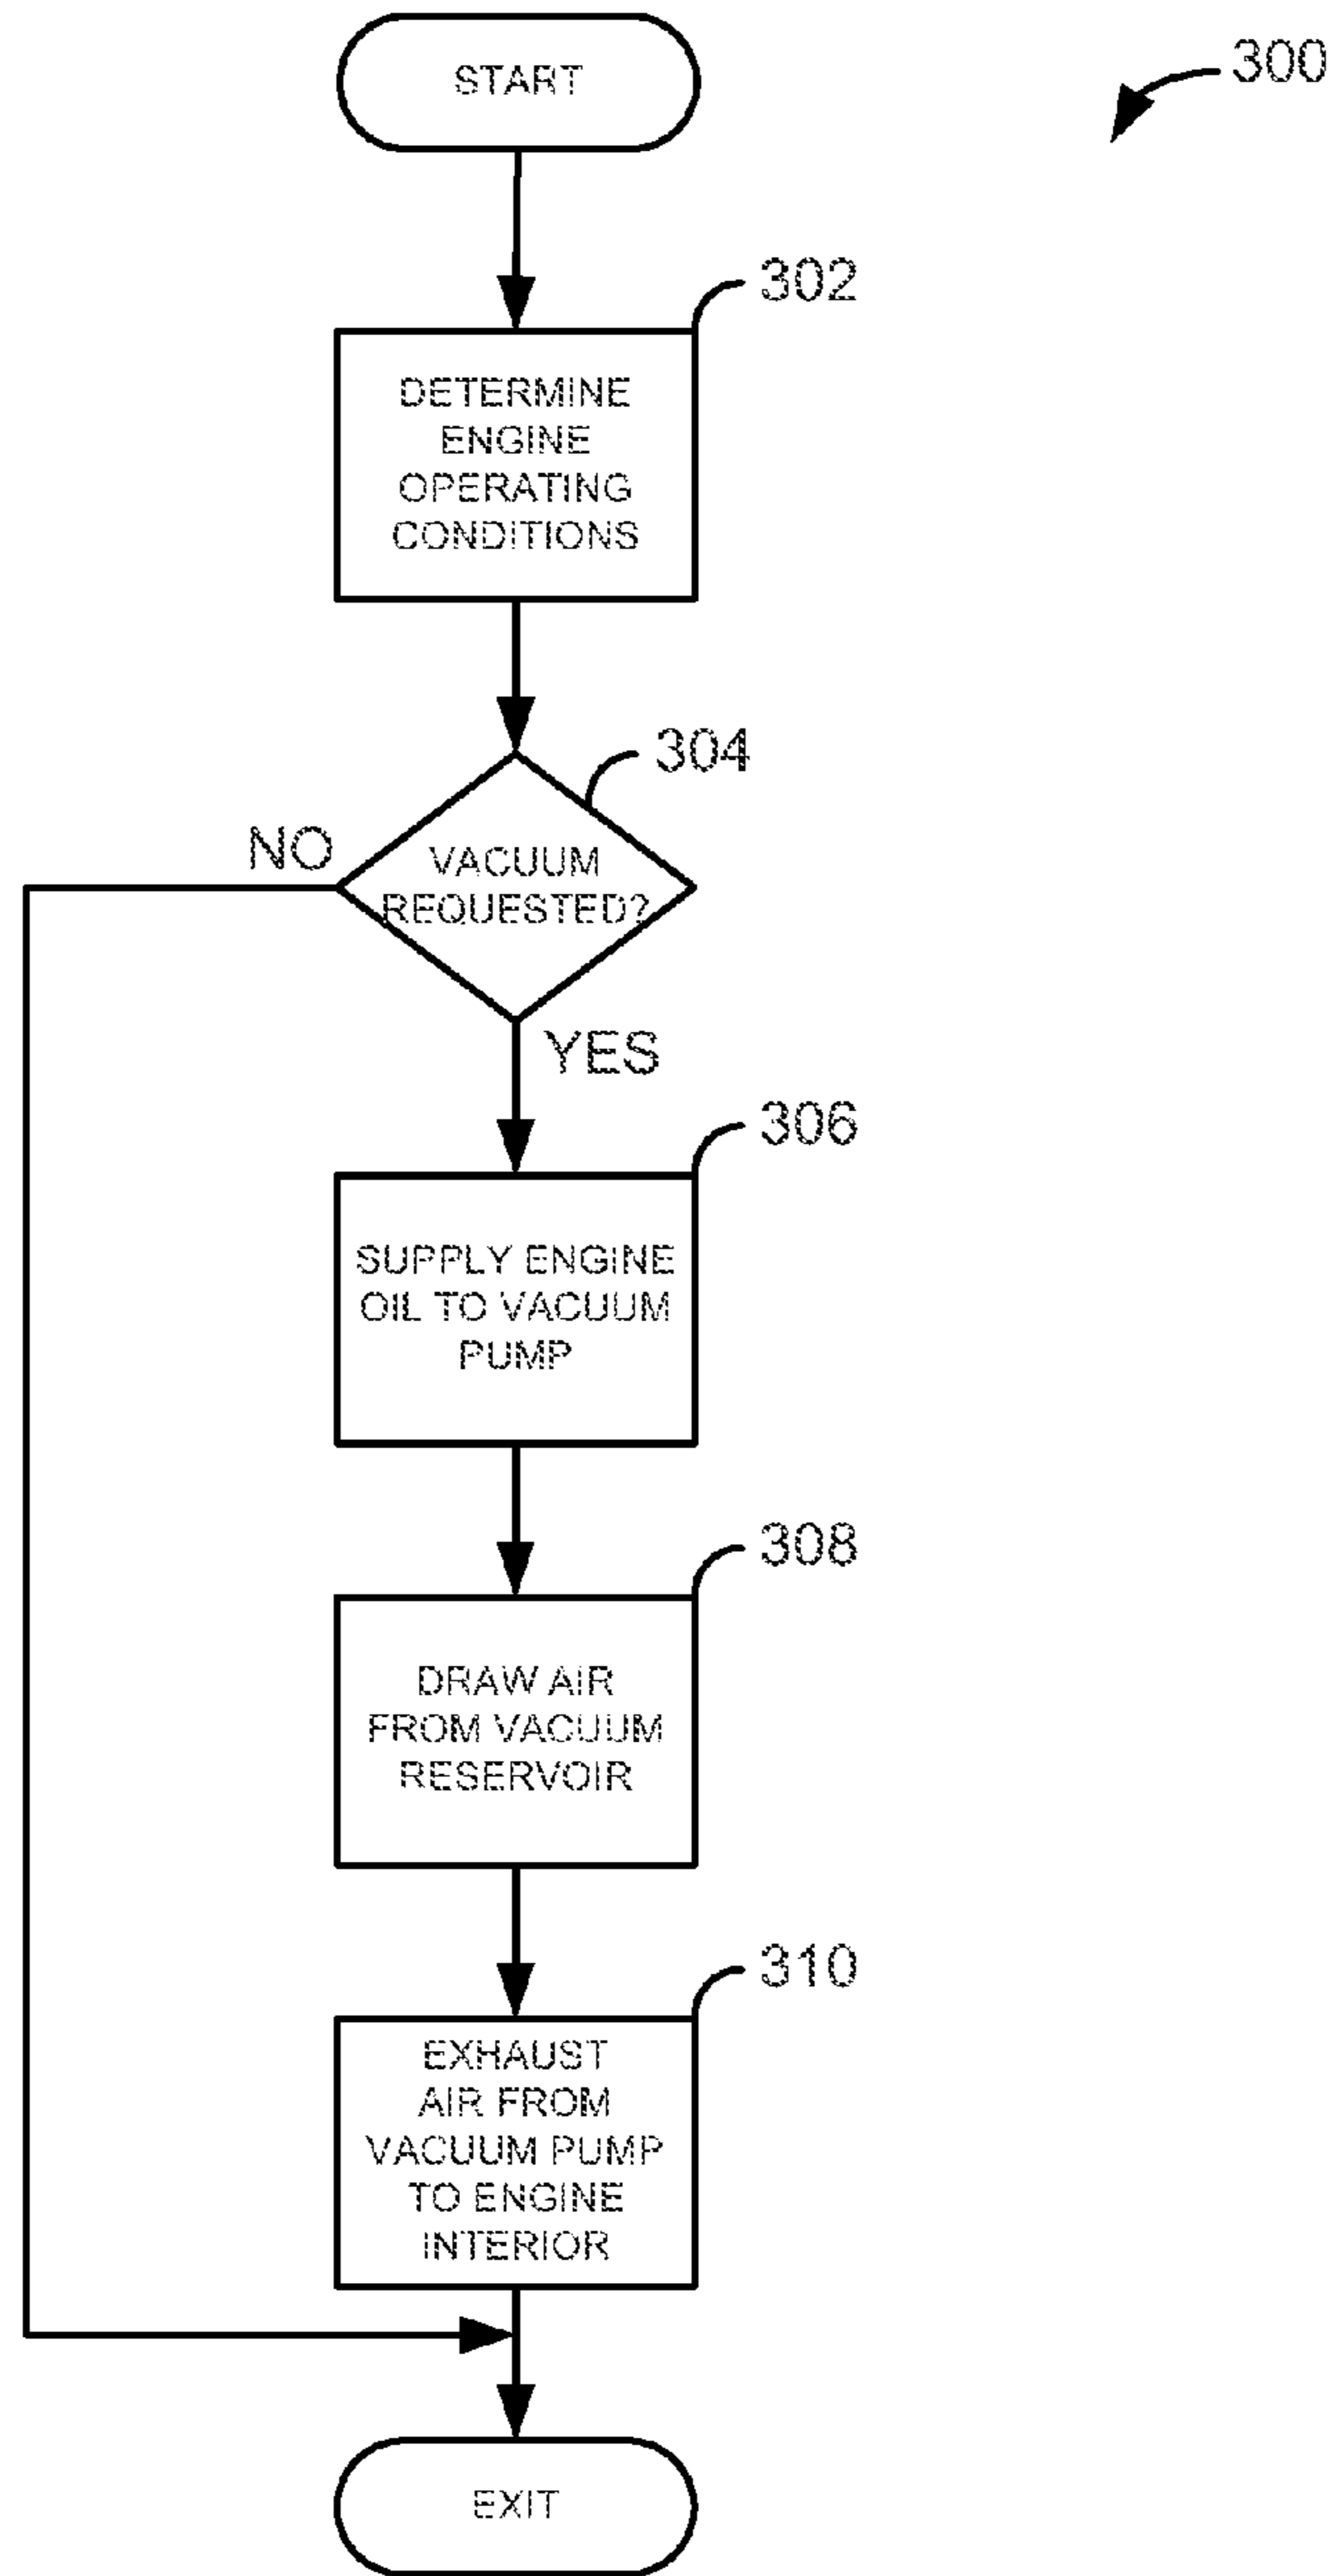 START
300
302
DETERMINE
ENGINE
OPERATING
CONDITIONS
304
NO
VACUUM
REQUESTED?
YES
306
SUPPLY ENGINE
OIL TO VACUUM
PUMP
308
DRAW AIR
FROM VACUUM
RESERVOIR
310
EXHAUST
AIR FROM
VACUUM PUMP
TO ENGINE
INTERIOR
EXIT